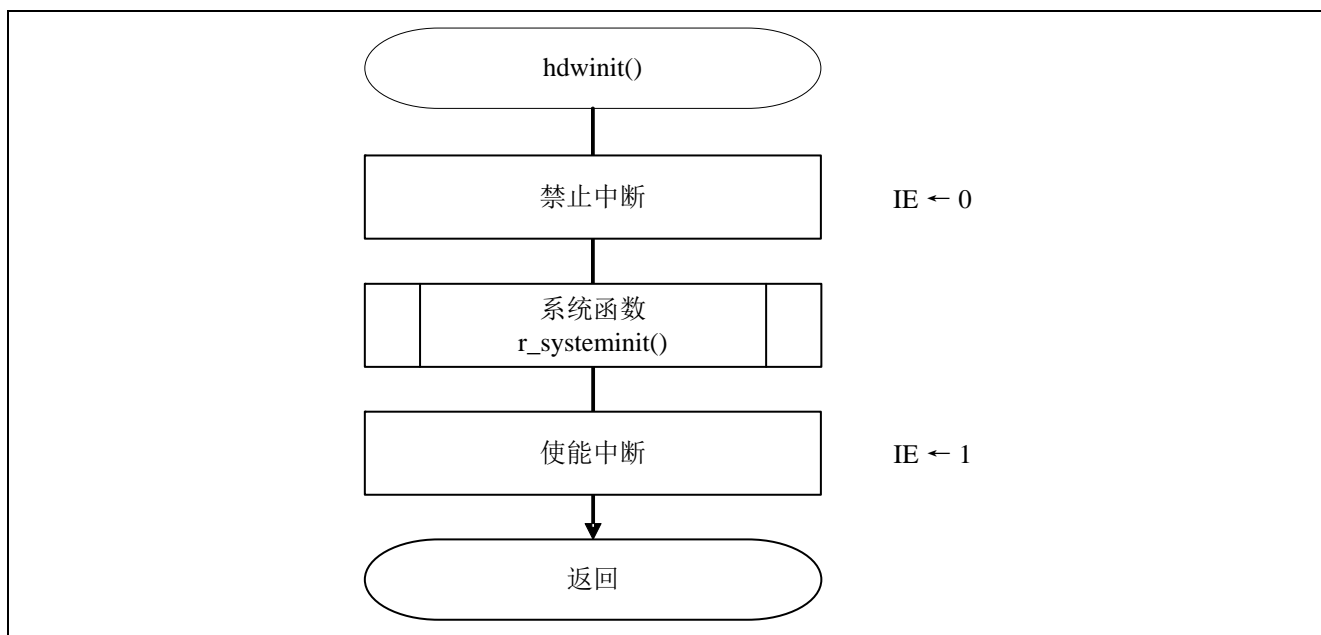 hdwinit()
禁止中断
IE ← 0
系统函数
r_systeminit()
使能中断
IE ← 1
返回